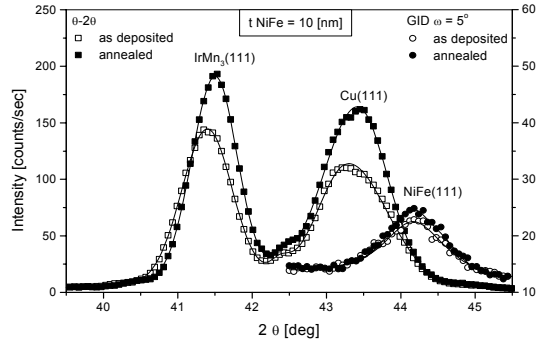 θ-2θ
as deposited
annealed
t NiFe = 10 [nm]
GID ω = 5°
as deposited
annealed
IrMn₃(111)
Cu(111)
NiFe(111)
Intensity [counts/sec]
250
200
150
100
50
0
60
50
40
30
20
10
40 41 42 43 44 45
2 θ [deg]